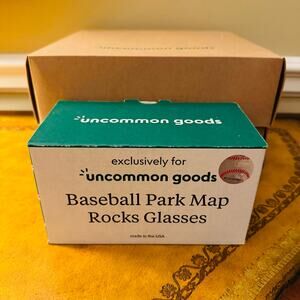 uncommon goods
uncommon goods
exclusively for
uncommon goods
Baseball Park Map
Rocks Glasses
made in the USA